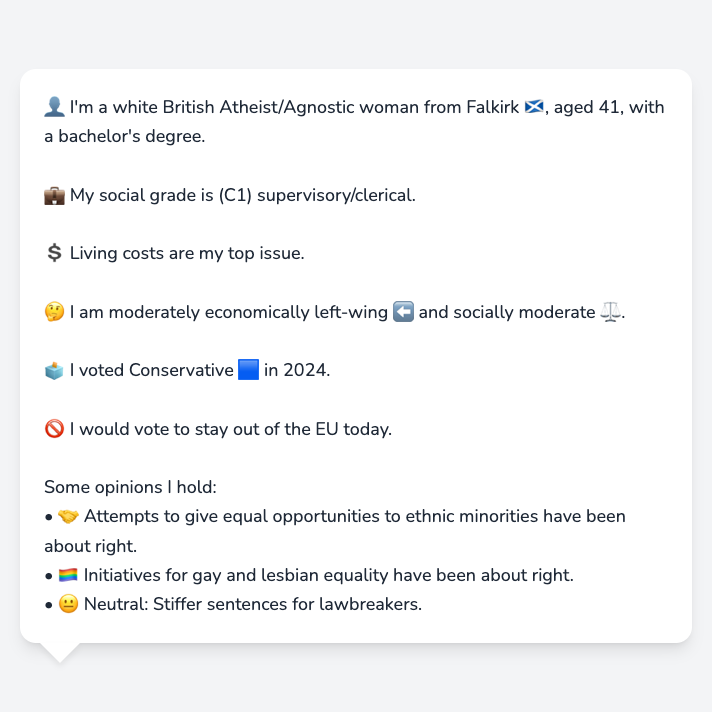 👤 I'm a white British Atheist/Agnostic woman from Falkirk 🏴󠁧󠁢󠁳󠁣󠁴󠁿, aged 41, with
a bachelor's degree.
💼 My social grade is (C1) supervisory/clerical.
💲 Living costs are my top issue.
🤔 I am moderately economically left-wing ⬅️ and socially moderate ⚖️.
🗳️ I voted Conservative 🟦 in 2024.
🚫 I would vote to stay out of the EU today.
Some opinions I hold:
• 🤝 Attempts to give equal opportunities to ethnic minorities have been
about right.
• 🏳️‍🌈 Initiatives for gay and lesbian equality have been about right.
• 😐 Neutral: Stiffer sentences for lawbreakers.